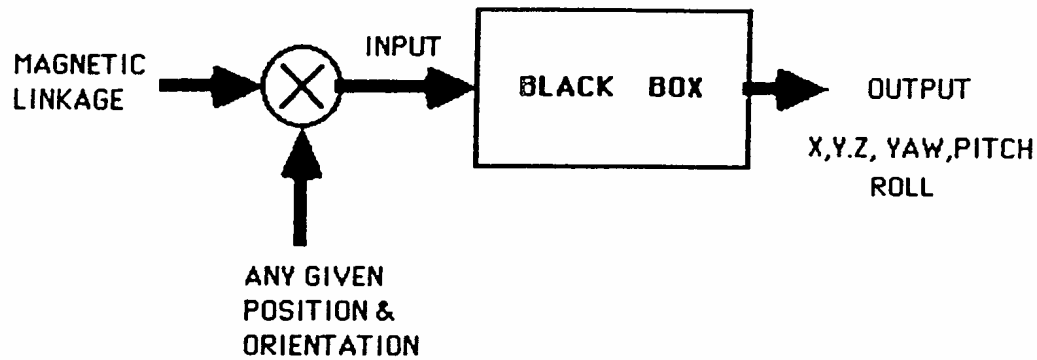 MAGNETIC
LINKAGE
INPUT
BLACK BOX
OUTPUT
X,Y.Z, YAW,PITCH
ROLL
ANY GIVEN
POSITION &
ORIENTATION